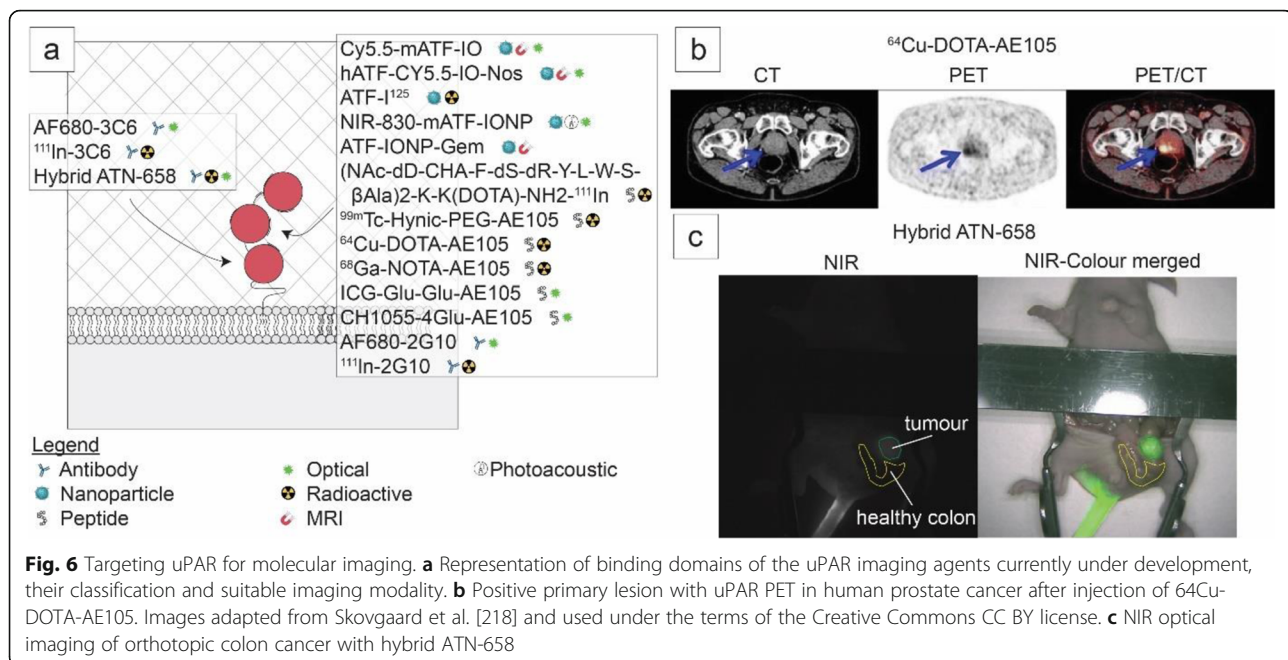 a
Cy5.5-mATF-IO
hATF-CY5.5-IO-Nos
ATF-I¹²⁵
NIR-830-mATF-IONP
ATF-IONP-Gem
(NAc-dD-CHA-F-dS-dR-Y-L-W-S-
βAla)2-K-K(DOTA)-NH2-¹¹¹In
⁹⁹ᵐTc-Hynic-PEG-AE105
⁶⁴Cu-DOTA-AE105
⁶⁸Ga-NOTA-AE105
ICG-Glu-Glu-AE105
CH1055-4Glu-AE105
AF680-2G10
¹¹¹In-2G10
AF680-3C6
¹¹¹In-3C6
Hybrid ATN-658
Legend
Antibody
Nanoparticle
Peptide
Optical
Radioactive
MRI
Photoacoustic
b
⁶⁴Cu-DOTA-AE105
CT PET PET/CT
c
Hybrid ATN-658
NIR NIR-Colour merged
tumour
healthy colon
Fig. 6 Targeting uPAR for molecular imaging. a Representation of binding domains of the uPAR imaging agents currently under development,
their classification and suitable imaging modality. b Positive primary lesion with uPAR PET in human prostate cancer after injection of 64Cu-
DOTA-AE105. Images adapted from Skovgaard et al. [218] and used under the terms of the Creative Commons CC BY license. c NIR optical
imaging of orthotopic colon cancer with hybrid ATN-658